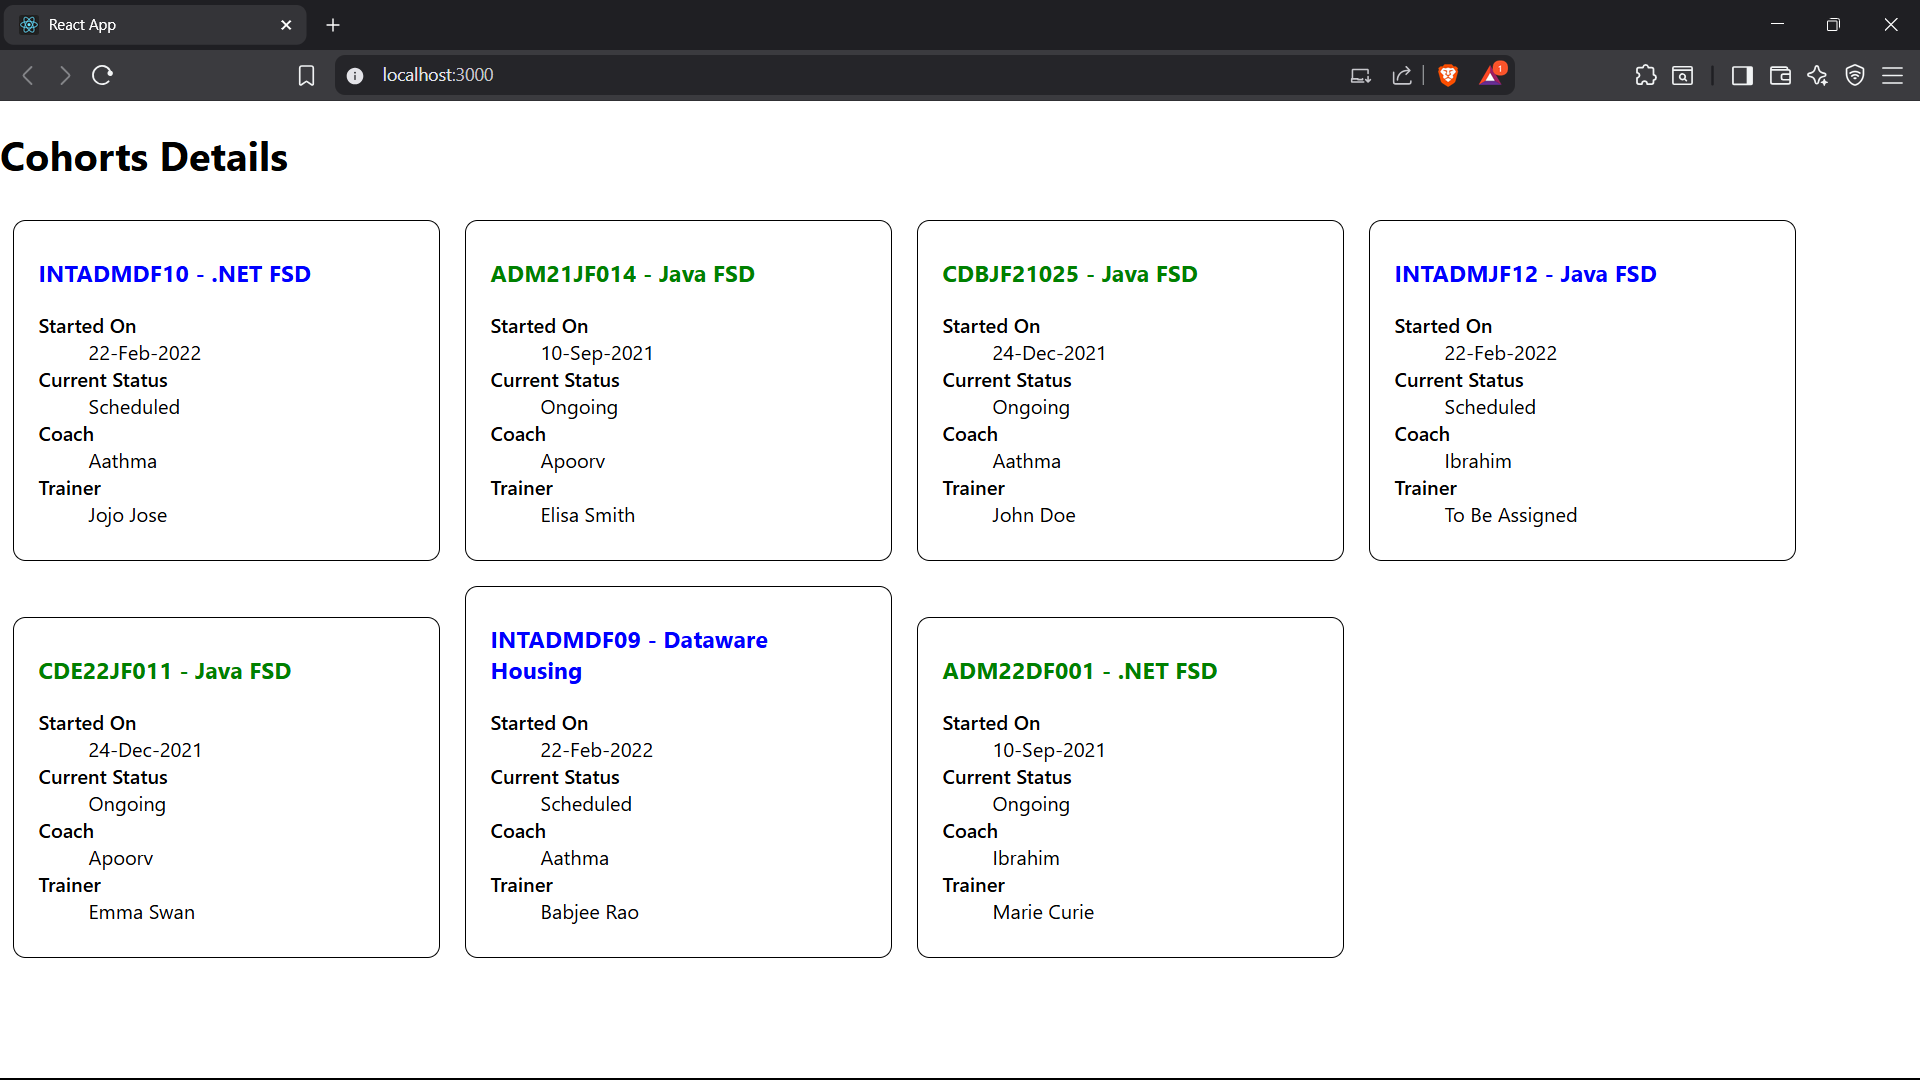 React App
localhost:3000
1
Cohorts Details
INTADMDF10 - .NET FSD
Started On
22-Feb-2022
Current Status
Scheduled
Coach
Aathma
Trainer
Jojo Jose
ADM21JF014 - Java FSD
Started On
10-Sep-2021
Current Status
Ongoing
Coach
Apoorv
Trainer
Elisa Smith
CDBJF21025 - Java FSD
Started On
24-Dec-2021
Current Status
Ongoing
Coach
Aathma
Trainer
John Doe
INTADMJF12 - Java FSD
Started On
22-Feb-2022
Current Status
Scheduled
Coach
Ibrahim
Trainer
To Be Assigned
CDE22JF011 - Java FSD
Started On
24-Dec-2021
Current Status
Ongoing
Coach
Apoorv
Trainer
Emma Swan
INTADMDF09 - Dataware
Housing
Started On
22-Feb-2022
Current Status
Scheduled
Coach
Aathma
Trainer
Babjee Rao
ADM22DF001 - .NET FSD
Started On
10-Sep-2021
Current Status
Ongoing
Coach
Ibrahim
Trainer
Marie Curie